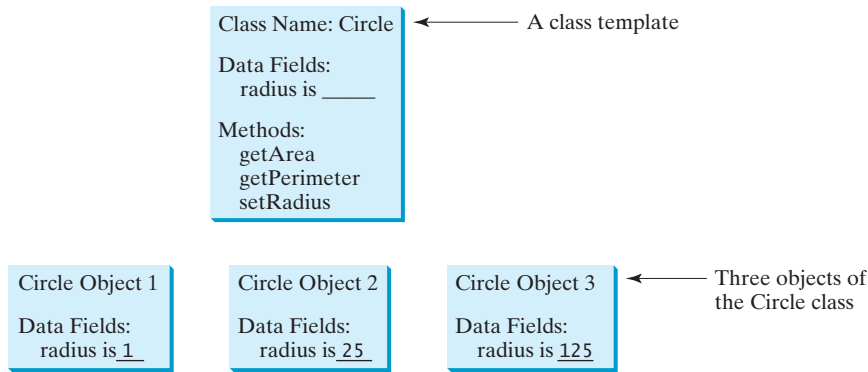 Class Name: Circle
A class template
Data Fields:
radius is _____
Methods:
getArea
getPerimeter
setRadius
Circle Object 1
Data Fields:
radius is 1
Circle Object 2
Data Fields:
radius is 25
Circle Object 3
Data Fields:
radius is 125
Three objects of
the Circle class